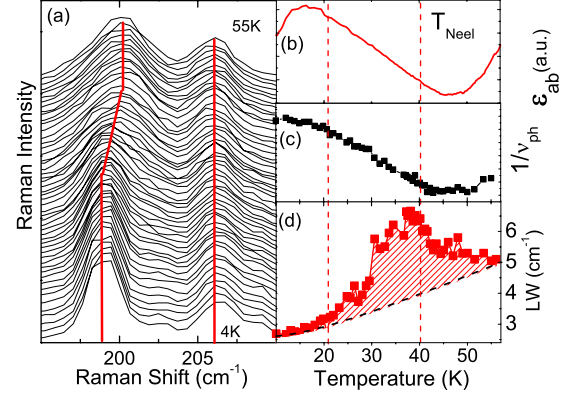 (a)
55K
4K
Raman Intensity
200
205
Raman Shift (cm⁻¹)
(b)
T_Neel
ε_ab(a.u.)
(c)
1/ν_ph
(d)
6
5
4
3
LW (cm⁻¹)
20
30
40
50
Temperature (K)